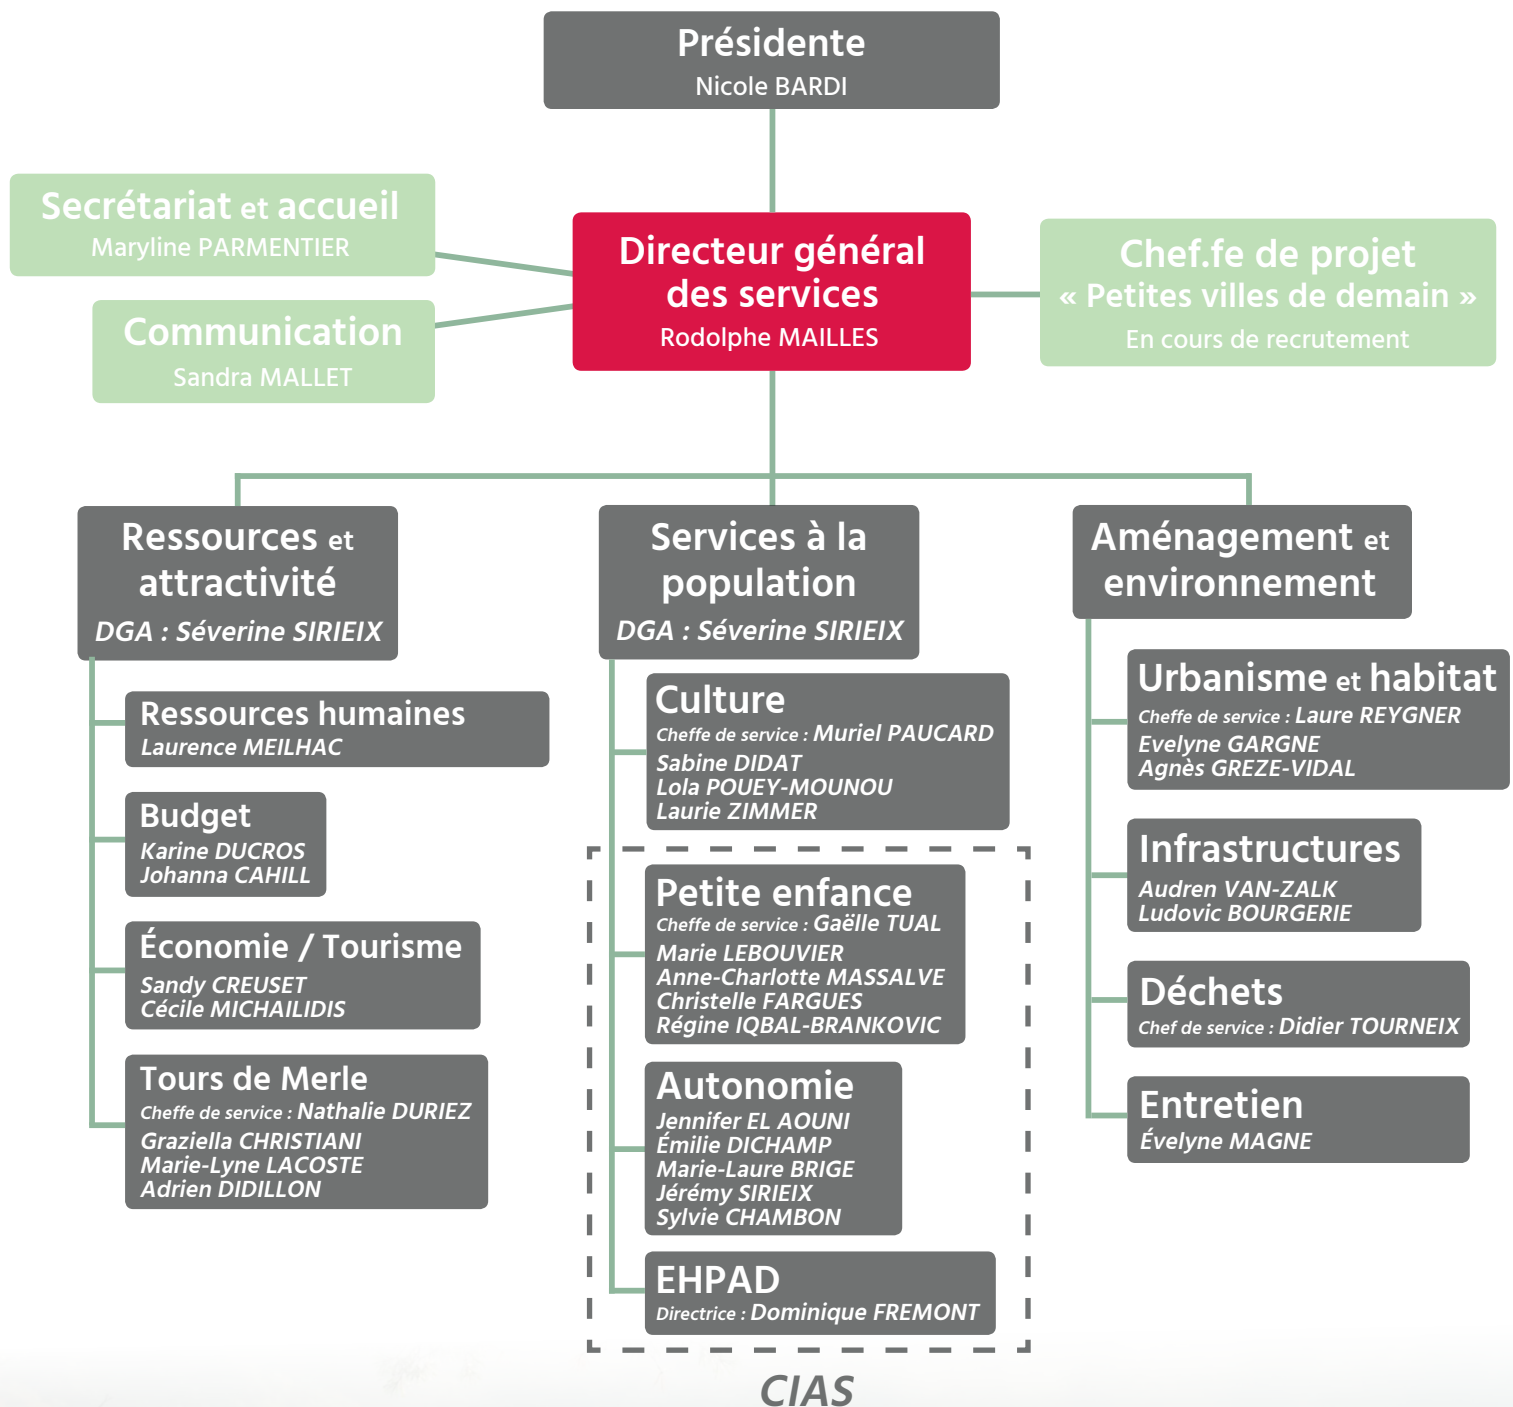 Présidente
Nicole BARDI
Secrétariat et accueil
Maryline PARMENTIER
Communication
Sandra MALLET
Directeur général
des services
Rodolphe MAILLES
Chef.fe de projet
« Petites villes de demain »
En cours de recrutement
Ressources et
attractivité
DGA : Séverine SIRIEIX
Ressources humaines
Laurence MEILHAC
Budget
Karine DUCROS
Johanna CAHILL
Économie / Tourisme
Sandy CREUSET
Cécile MICHAILIDIS
Tours de Merle
Cheffe de service : Nathalie DURIEZ
Graziella CHRISTIANI
Marie-Lyne LACOSTE
Adrien DIDILLON
Services à la
population
DGA : Séverine SIRIEIX
Culture
Cheffe de service : Muriel PAUCARD
Sabine DIDAT
Lola POUEY-MOUNOU
Laurie ZIMMER
Petite enfance
Cheffe de service : Gaëlle TUAL
Marie LEBOUVIER
Anne-Charlotte MASSALVE
Christelle FARGUES
Régine IQBAL-BRANKOVIC
Autonomie
Jennifer EL AOUNI
Émilie DICHAMP
Marie-Laure BRIGE
Jérémy SIRIEIX
Sylvie CHAMBON
EHPAD
Directrice : Dominique FREMONT
CIAS
Aménagement et
environnement
Urbanisme et habitat
Cheffe de service : Laure REYGNER
Evelyne GARGNE
Agnès GREZE-VIDAL
Infrastructures
Audren VAN-ZALK
Ludovic BOURGERIE
Déchets
Chef de service : Didier TOURNEIX
Entretien
Évelyne MAGNE